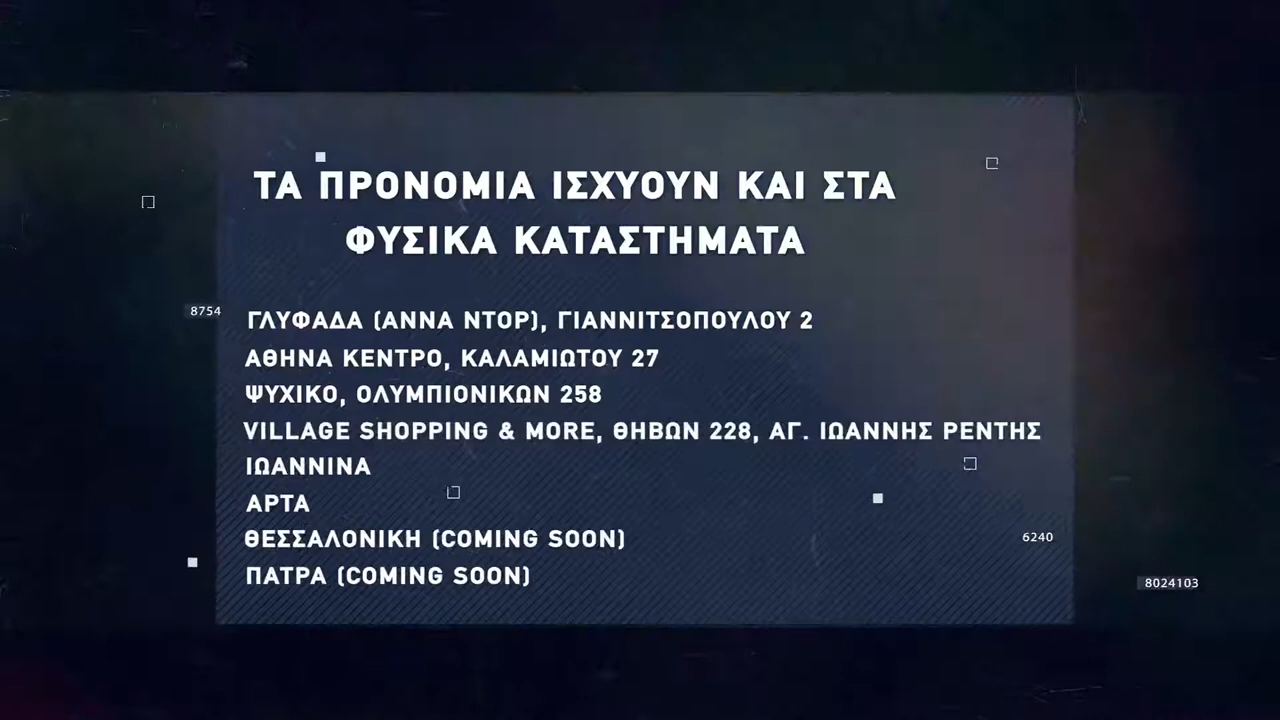 ΤΑ ΠΡΟΝΟΜΙΑ ΙΣΧΥΟΥΝ ΚΑΙ ΣΤΑ
ΦΥΣΙΚΑ ΚΑΤΑΣΤΗΜΑΤΑ
8754
ΓΛΥΦΑΔΑ (ΑΝΝΑ ΝΤΟΡ), ΓΙΑΝΝΙΤΣΟΠΟΥΛΟΥ 2
ΑΘΗΝΑ ΚΕΝΤΡΟ, ΚΑΛΑΜΙΩΤΟΥ 27
ΨΥΧΙΚΟ, ΟΛΥΜΠΙΟΝΙΚΩΝ 258
VILLAGE SHOPPING & MORE, ΘΗΒΩΝ 228, ΑΓ. ΙΩΑΝΝΗΣ ΡΕΝΤΗΣ
ΙΩΑΝΝΙΝΑ
ΑΡΤΑ
ΘΕΣΣΑΛΟΝΙΚΗ (COMING SOON)
6240
ΠΑΤΡΑ (COMING SOON)
8024103